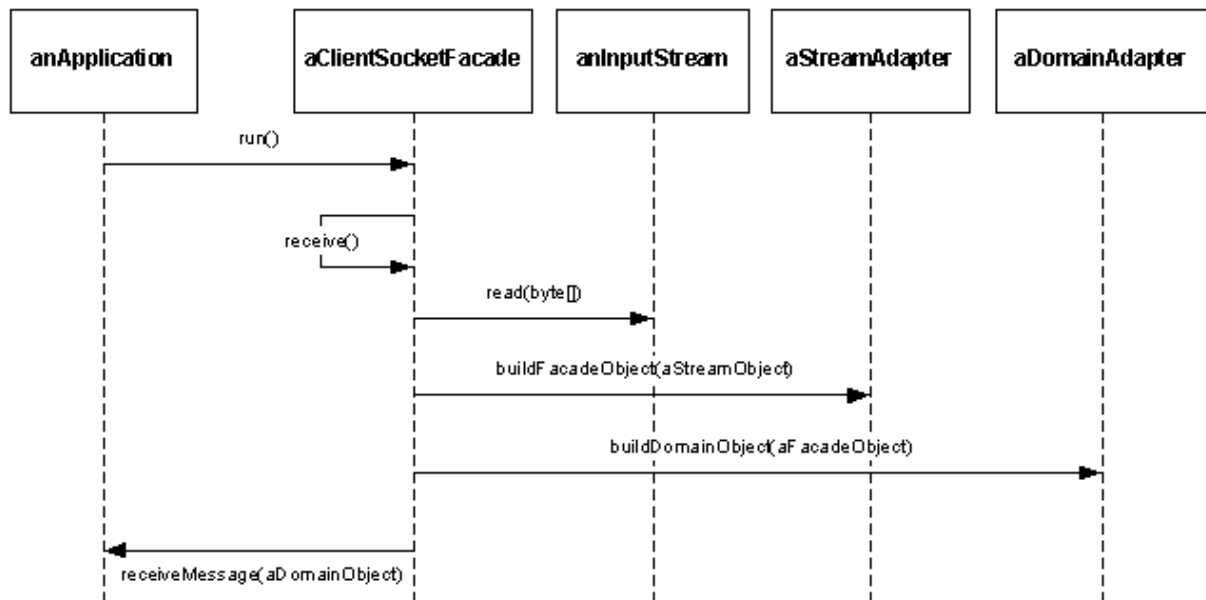 anApplication
aClientSocketFacade
anInputStream
aStreamAdapter
aDomainAdapter
run()
receive()
read(byte[])
buildFacadeObject(aStreamObject)
buildDomainObject(aFacadeObject)
receiveMessage(aDomainObject)